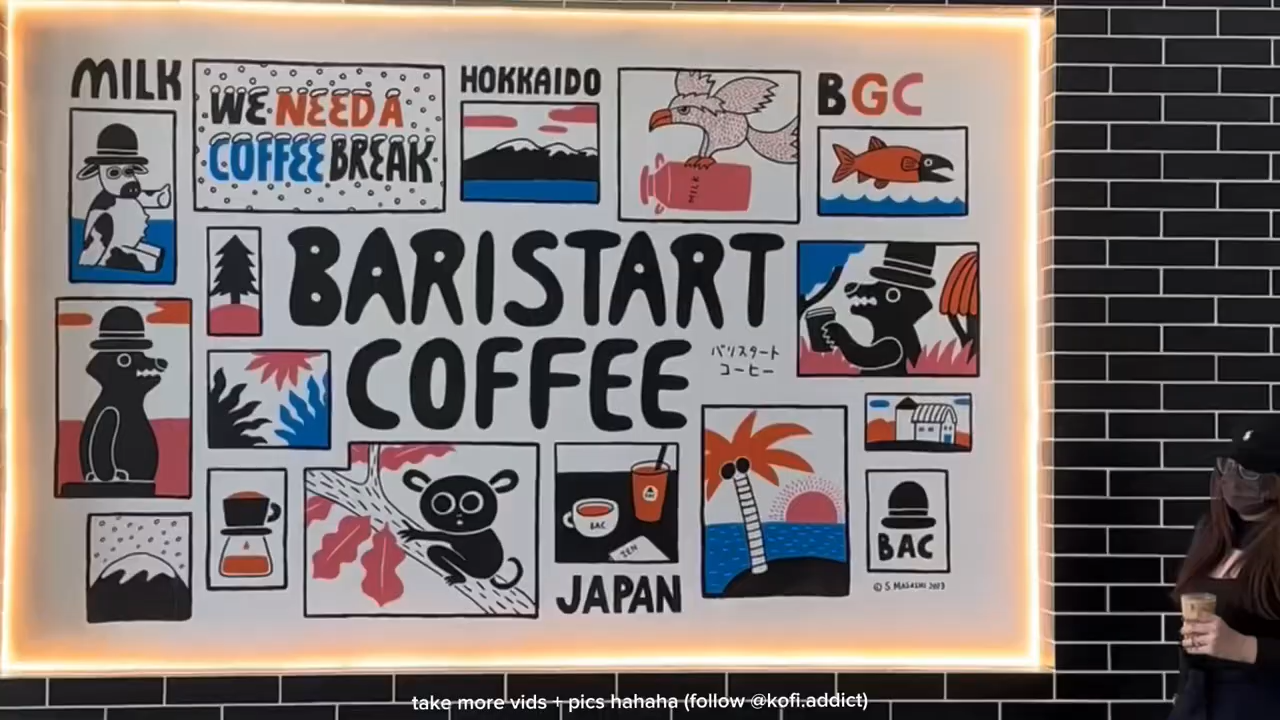 MILK
WE NEED A
COFFEE BREAK
HOKKAIDO
MILK
BGC
BARISTART
COFFEE
バリスタート
コーヒー
BAC
BAC
JAPAN
BAC
© S. MASASHI 2023
take more vids + pics hahaha (follow @kofi.addict)